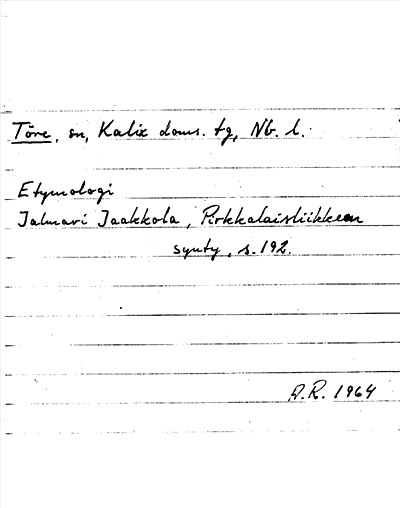 Töre, sn, Kalix doms. tg, Nb. l.
Etymologi
Jalmari Jaakkola, Pirkkalaisliikkeen
synty, s. 192.
D.R. 1964